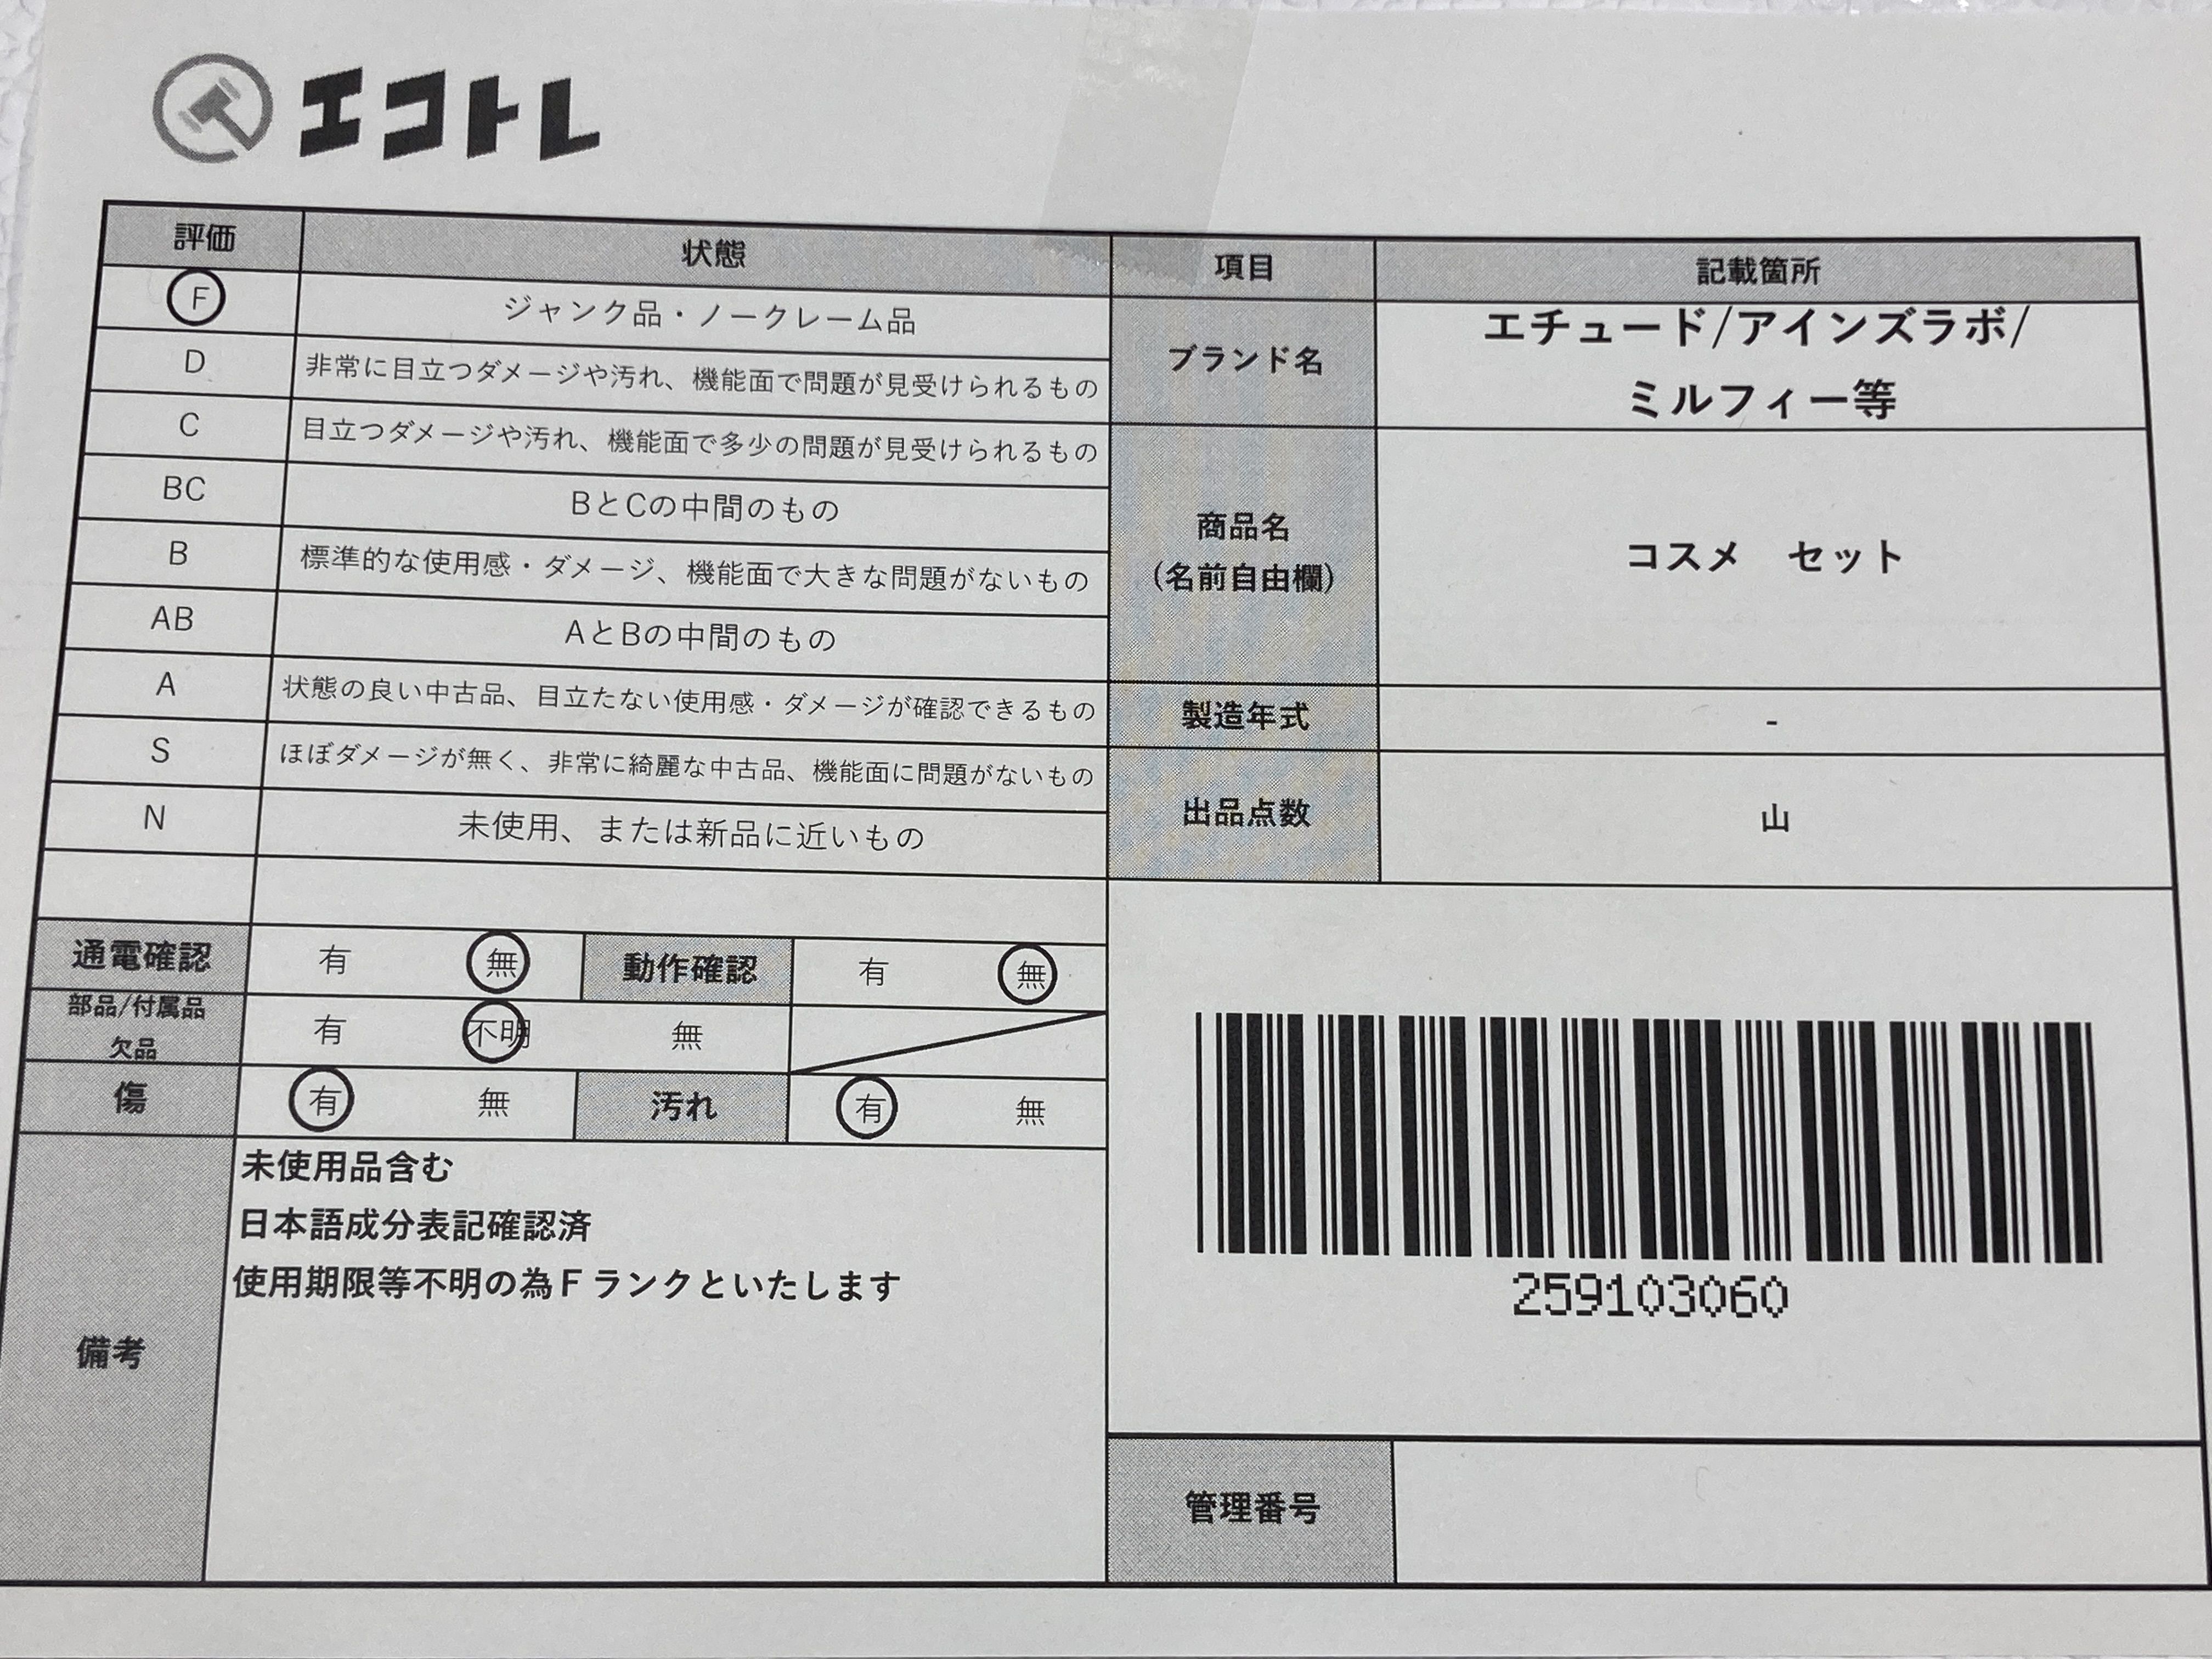 エコトレ
評価 状態
F ジャンク品・ノークレーム品
D 非常に目立つダメージや汚れ、機能面で問題が見受けられるもの
C 目立つダメージや汚れ、機能面で多少の問題が見受けられるもの
BC BとCの中間のもの
B 標準的な使用感・ダメージ、機能面で大きな問題がないもの
AB AとBの中間のもの
A 状態の良い中古品、目立たない使用感・ダメージが確認できるもの
S ほぼダメージが無く、非常に綺麗な中古品、機能面に問題がないもの
N 未使用、または新品に近いもの
通電確認 有 無 動作確認 有 無
部品/付属品
欠品 有 不明 無
傷 有 無 汚れ 有 無
備考
未使用品含む
日本語成分表記確認済
使用期限等不明の為Fランクといたします
項目 記載箇所
ブランド名
エチュード/アインズラボ/
ミルフィー等
商品名
(名前自由欄)
コスメ　セット
製造年式 -
出品点数 山
259103060
管理番号